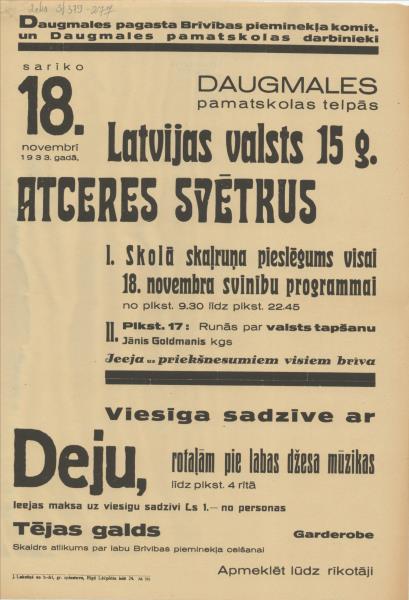 Daugmales pagasta Brīvības pieminekļa komit.
un Daugmales pamatskolas darbinieki
sarīko
18.
novembrī
1933. gadā,
DAUGMALES
pamatskolas telpās
Latvijas valsts 15 g.
ATCERES SVĒTKUS
I. Skolā skaļruņa pieslēgums visai
18. novembra svinību programmai
no plkst. 9.30 līdz plkst. 22.45
II. Plkst. 17: Runās par valsts tapšanu
Jānis Goldmanis kgs
Ieeja uz priekšnesumiem visiem brīva
Viesīga sadzīve ar
Deju,
rotaļām pie labas džesa mūzikas
līdz plkst. 4 rītā
Ieejas maksa uz viesīgu sadzīvi Ls 1.— no personas
Tējas galds
Garderobe
Skaidrs atlikums par labu Brīvības pieminekļa celšanai
Apmeklēt lūdz rīkotāji